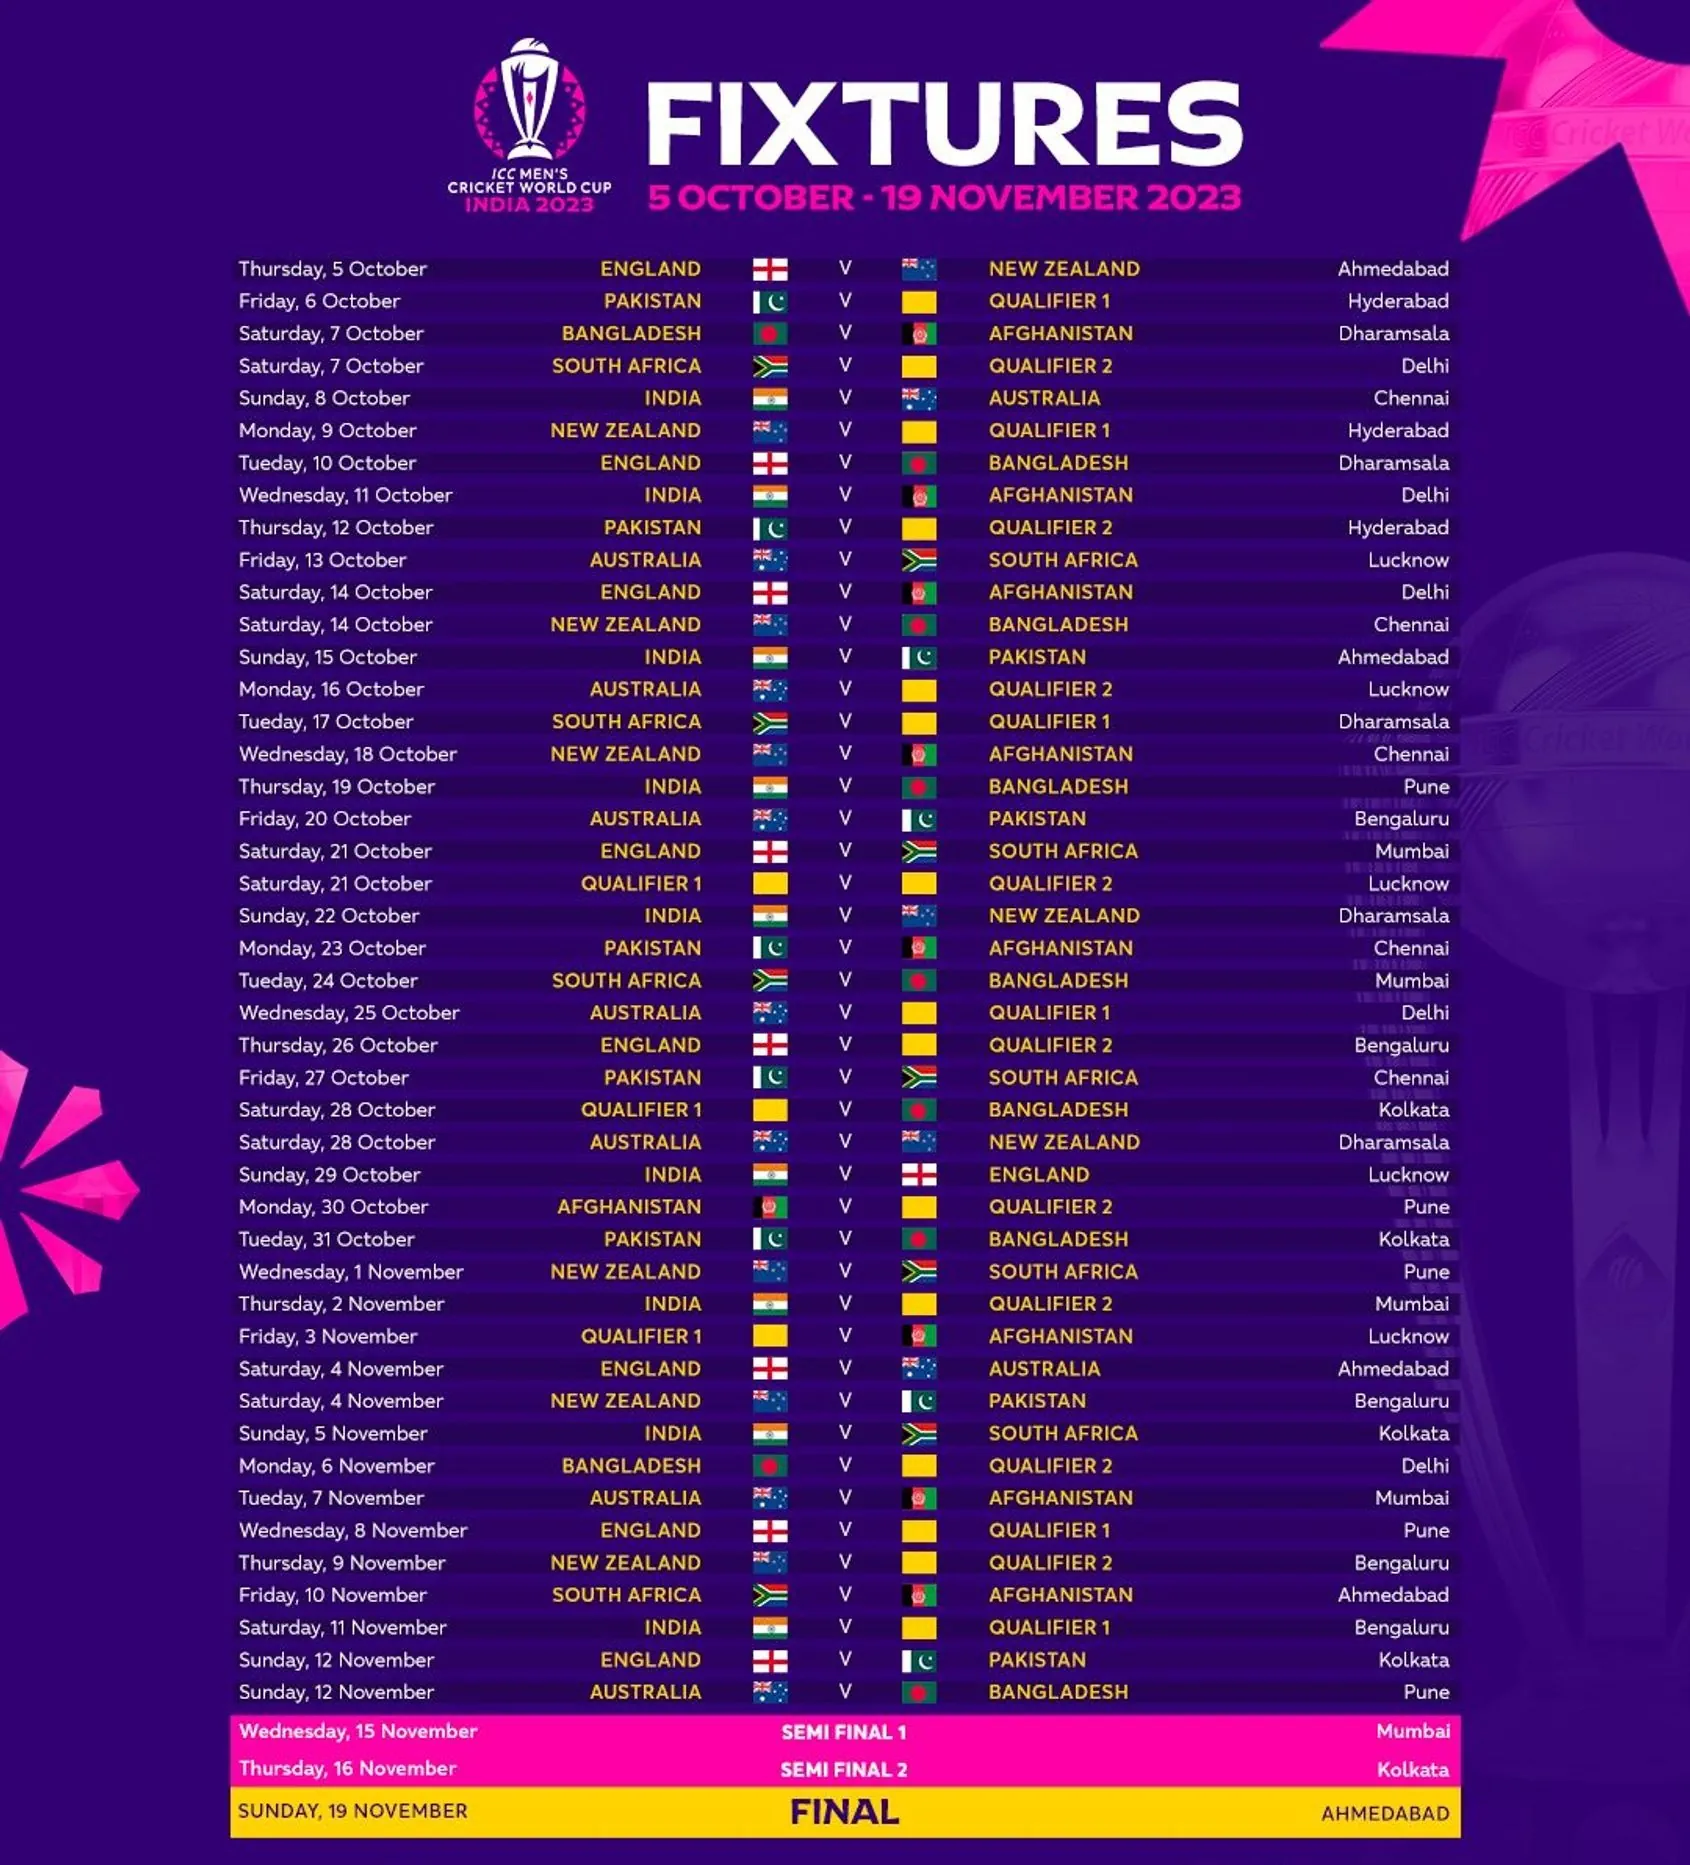 FIXTURES
ICC MEN'S
CRICKET WORLD CUP
INDIA 2023
5 OCTOBER - 19 NOVEMBER 2023
Thursday, 5 October ENGLAND V NEW ZEALAND Ahmedabad
Friday, 6 October PAKISTAN V QUALIFIER 1 Hyderabad
Saturday, 7 October BANGLADESH V AFGHANISTAN Dharamsala
Saturday, 7 October SOUTH AFRICA V QUALIFIER 2 Delhi
Sunday, 8 October INDIA V AUSTRALIA Chennai
Monday, 9 October NEW ZEALAND V QUALIFIER 1 Hyderabad
Tueday, 10 October ENGLAND V BANGLADESH Dharamsala
Wednesday, 11 October INDIA V AFGHANISTAN Delhi
Thursday, 12 October PAKISTAN V QUALIFIER 2 Hyderabad
Friday, 13 October AUSTRALIA V SOUTH AFRICA Lucknow
Saturday, 14 October ENGLAND V AFGHANISTAN Delhi
Saturday, 14 October NEW ZEALAND V BANGLADESH Chennai
Sunday, 15 October INDIA V PAKISTAN Ahmedabad
Monday, 16 October AUSTRALIA V QUALIFIER 2 Lucknow
Tueday, 17 October SOUTH AFRICA V QUALIFIER 1 Dharamsala
Wednesday, 18 October NEW ZEALAND V AFGHANISTAN Chennai
Thursday, 19 October INDIA V BANGLADESH Pune
Friday, 20 October AUSTRALIA V PAKISTAN Bengaluru
Saturday, 21 October ENGLAND V SOUTH AFRICA Mumbai
Saturday, 21 October QUALIFIER 1 V QUALIFIER 2 Lucknow
Sunday, 22 October INDIA V NEW ZEALAND Dharamsala
Monday, 23 October PAKISTAN V AFGHANISTAN Chennai
Tueday, 24 October SOUTH AFRICA V BANGLADESH Mumbai
Wednesday, 25 October AUSTRALIA V QUALIFIER 1 Delhi
Thursday, 26 October ENGLAND V QUALIFIER 2 Bengaluru
Friday, 27 October PAKISTAN V SOUTH AFRICA Chennai
Saturday, 28 October QUALIFIER 1 V BANGLADESH Kolkata
Saturday, 28 October AUSTRALIA V NEW ZEALAND Dharamsala
Sunday, 29 October INDIA V ENGLAND Lucknow
Monday, 30 October AFGHANISTAN V QUALIFIER 2 Pune
Tueday, 31 October PAKISTAN V BANGLADESH Kolkata
Wednesday, 1 November NEW ZEALAND V SOUTH AFRICA Pune
Thursday, 2 November INDIA V QUALIFIER 2 Mumbai
Friday, 3 November QUALIFIER 1 V AFGHANISTAN Lucknow
Saturday, 4 November ENGLAND V AUSTRALIA Ahmedabad
Saturday, 4 November NEW ZEALAND V PAKISTAN Bengaluru
Sunday, 5 November INDIA V SOUTH AFRICA Kolkata
Monday, 6 November BANGLADESH V QUALIFIER 2 Delhi
Tueday, 7 November AUSTRALIA V AFGHANISTAN Mumbai
Wednesday, 8 November ENGLAND V QUALIFIER 1 Pune
Thursday, 9 November NEW ZEALAND V QUALIFIER 2 Bengaluru
Friday, 10 November SOUTH AFRICA V AFGHANISTAN Ahmedabad
Saturday, 11 November INDIA V QUALIFIER 1 Bengaluru
Sunday, 12 November ENGLAND V PAKISTAN Kolkata
Sunday, 12 November AUSTRALIA V BANGLADESH Pune
Wednesday, 15 November SEMI FINAL 1 Mumbai
Thursday, 16 November SEMI FINAL 2 Kolkata
SUNDAY, 19 NOVEMBER FINAL AHMEDABAD